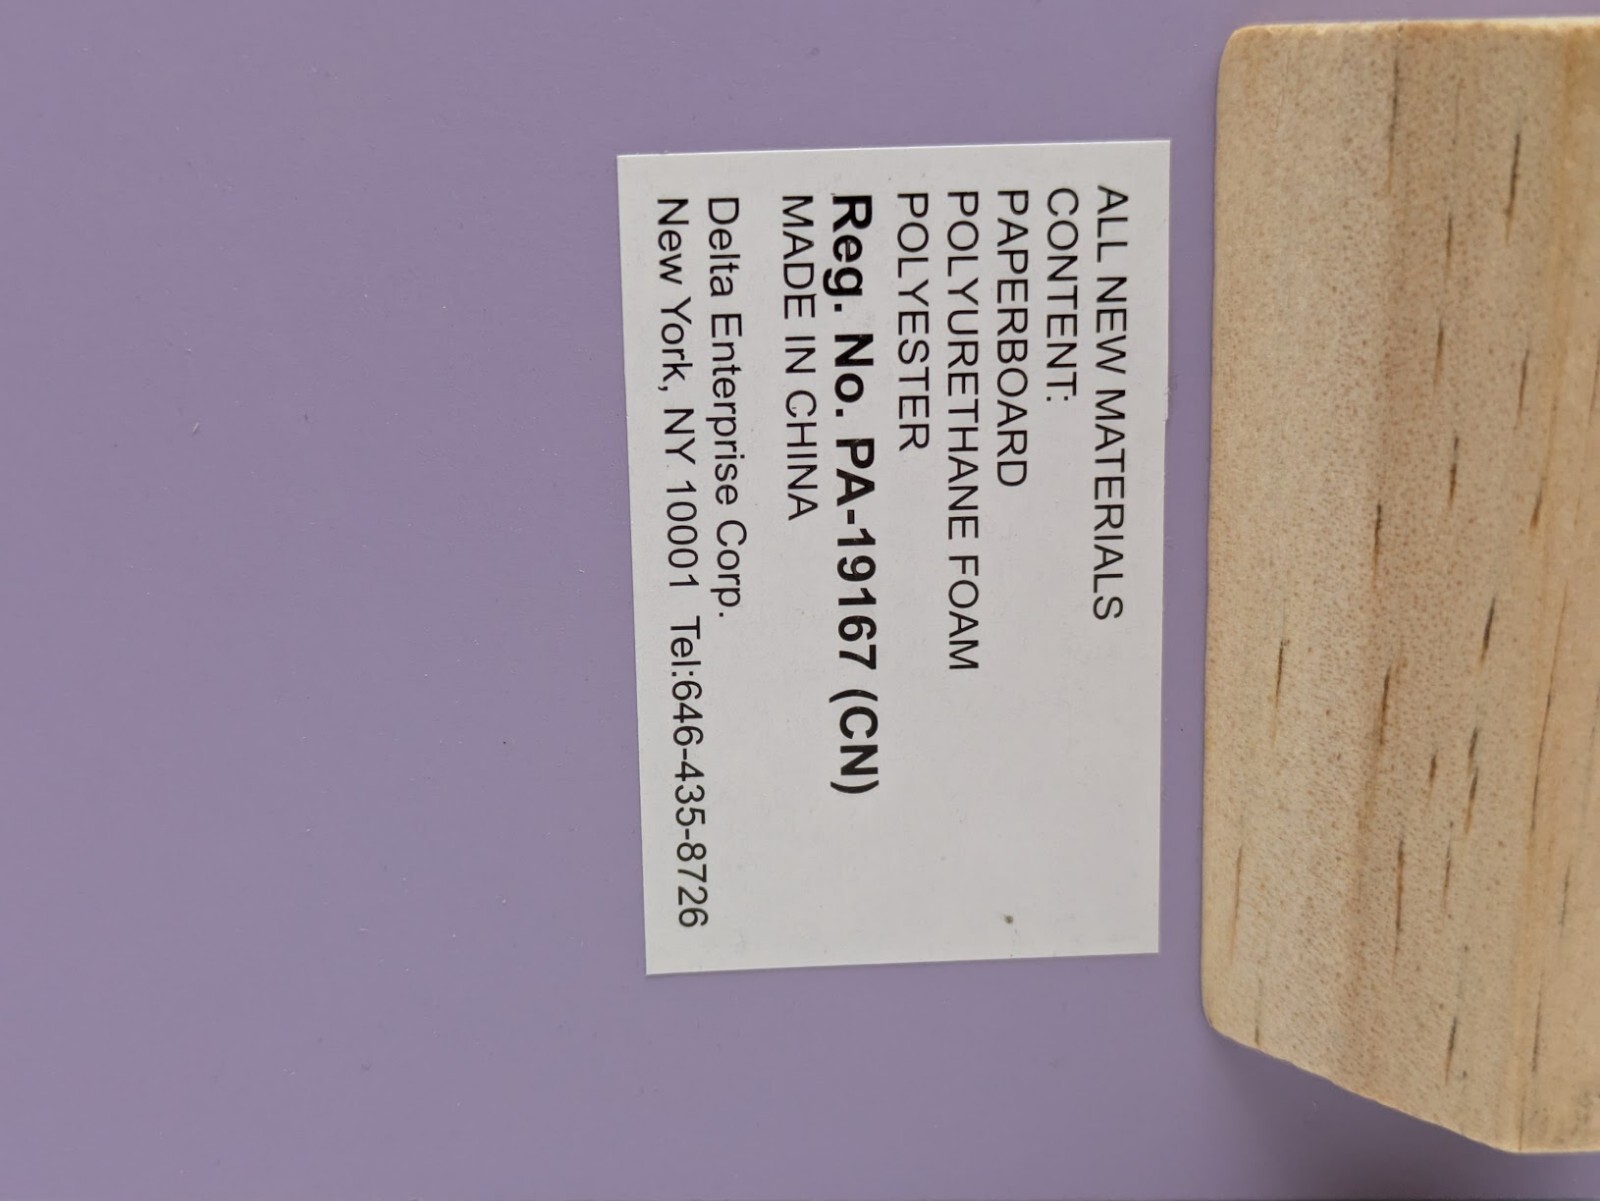 ALL NEW MATERIALS
CONTENT:
PAPERBOARD
POLYURETHANE FOAM
POLYESTER
Reg. No. PA-19167 (CN)
MADE IN CHINA
Delta Enterprise Corp.
New York, NY 10001 Tel:646-435-8726